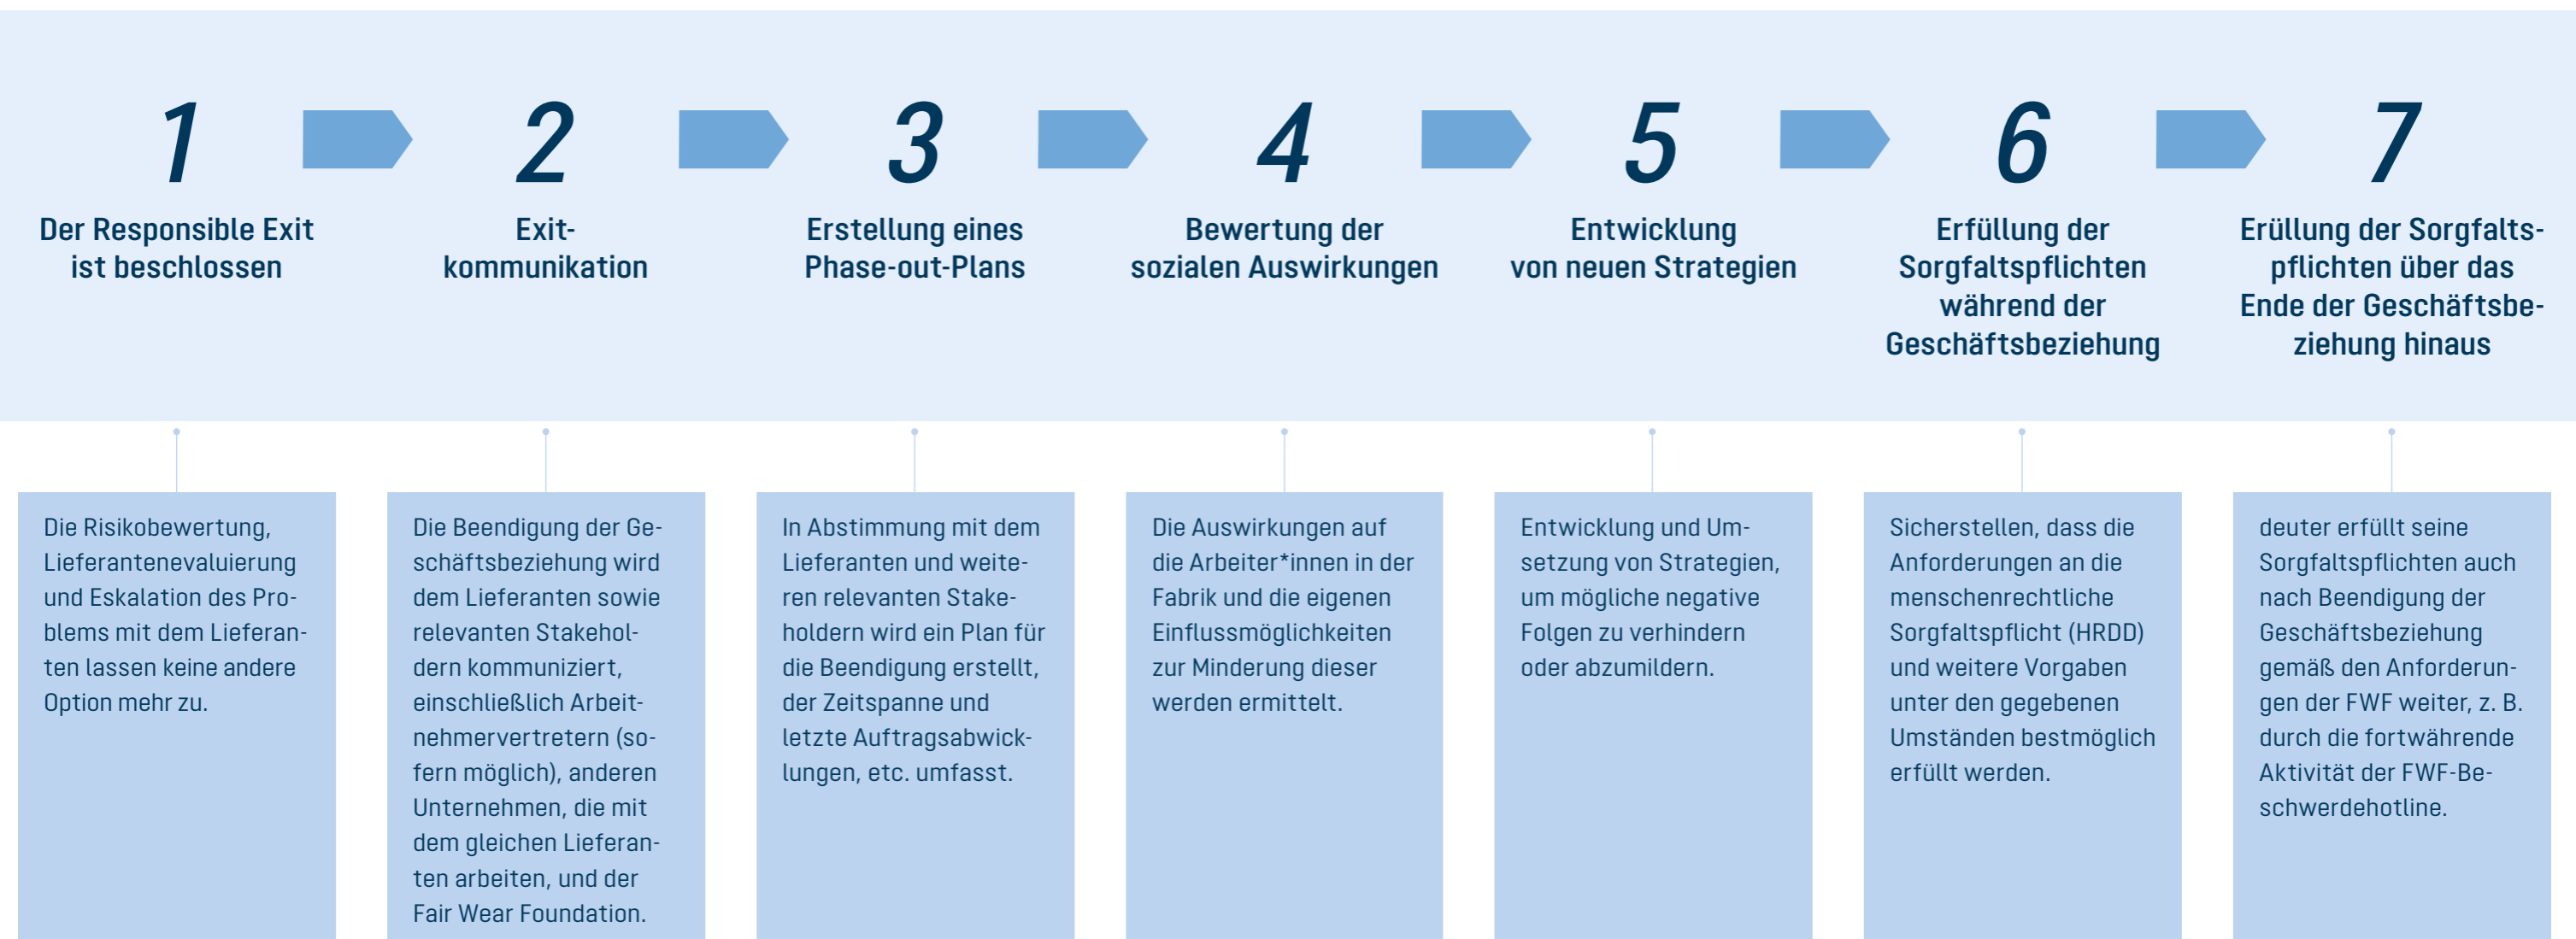 1
Der Responsible Exit
ist beschlossen
2
Exit-
kommunikation
3
Erstellung eines
Phase-out-Plans
4
Bewertung der
sozialen Auswirkungen
5
Entwicklung
von neuen Strategien
6
Erfüllung der
Sorgfaltspflichten
während der
Geschäftsbeziehung
7
Erüllung der Sorgfalts-
pflichten über das
Ende der Geschäftsbe-
ziehung hinaus
Die Risikobewertung,
Lieferantenevaluierung
und Eskalation des Pro-
blems mit dem Lieferan-
ten lassen keine andere
Option mehr zu.
Die Beendigung der Ge-
schäftsbeziehung wird
dem Lieferanten sowie
relevanten Stakehol-
dern kommuniziert,
einschließlich Arbeit-
nehmervertretern (so-
fern möglich), anderen
Unternehmen, die mit
dem gleichen Lieferan-
ten arbeiten, und der
Fair Wear Foundation.
In Abstimmung mit dem
Lieferanten und weite-
ren relevanten Stake-
holdern wird ein Plan für
die Beendigung erstellt,
der Zeitspanne und
letzte Auftragsabwick-
lungen, etc. umfasst.
Die Auswirkungen auf
die Arbeiter*innen in der
Fabrik und die eigenen
Einflussmöglichkeiten
zur Minderung dieser
werden ermittelt.
Entwicklung und Um-
setzung von Strategien,
um mögliche negative
Folgen zu verhindern
oder abzumildern.
Sicherstellen, dass die
Anforderungen an die
menschenrechtliche
Sorgfaltspflicht (HRDD)
und weitere Vorgaben
unter den gegebenen
Umständen bestmöglich
erfüllt werden.
deuter erfüllt seine
Sorgfaltspflichten auch
nach Beendigung der
Geschäftsbeziehung
gemäß den Anforderun-
gen der FWF weiter, z. B.
durch die fortwährende
Aktivität der FWF-Be-
schwerdehotline.